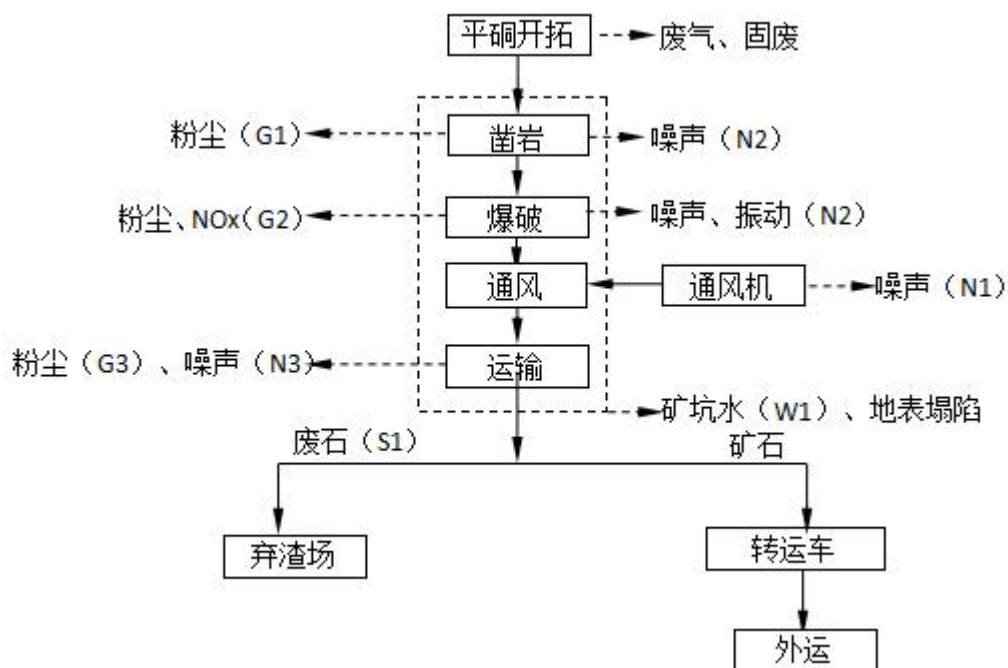 平硐开拓 废气、固废
粉尘（G1） 凿岩 噪声（N2）
粉尘、NOx（G2） 爆破 噪声、振动（N2）
通风 通风机 噪声（N1）
粉尘（G3）、噪声（N3） 运输
矿坑水（W1）、地表塌陷
废石（S1） 矿石
弃渣场 转运车
外运